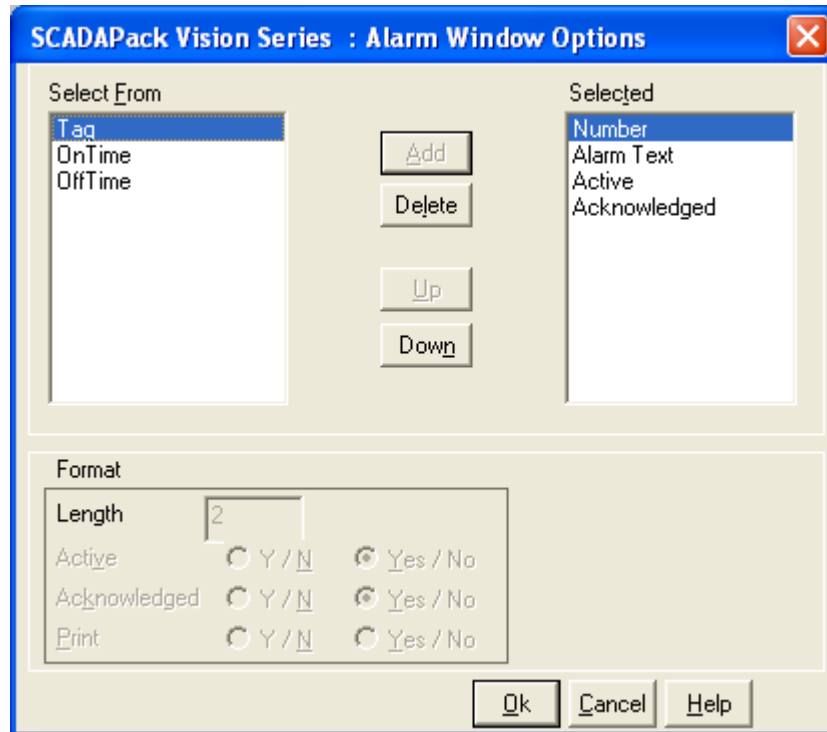 SCADAPack Vision Series : Alarm Window Options
Select From
Selected
Tag
OnTime
OffTime
Add
Delete
Up
Down
Number
Alarm Text
Active
Acknowledged
Format
Length 2
Active Y / N Yes / No
Acknowledged Y / N Yes / No
Print Y / N Yes / No
Ok Cancel Help